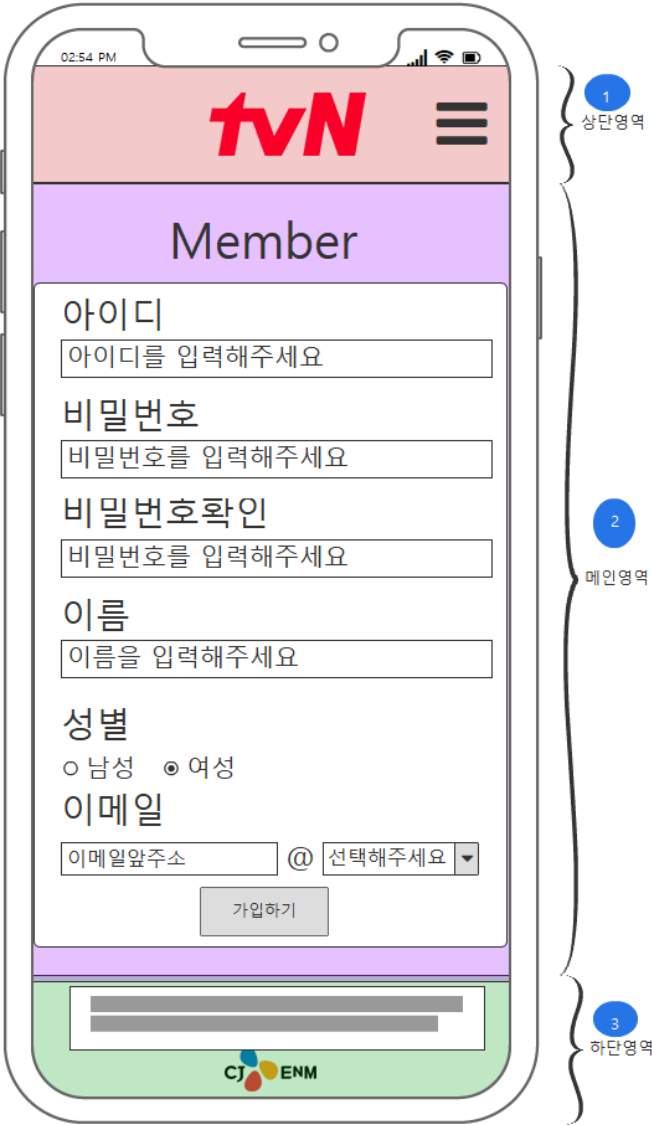 02:54 PM
tvN
1
상단영역
Member
아이디
아이디를 입력해주세요
비밀번호
비밀번호를 입력해주세요
비밀번호확인
비밀번호를 입력해주세요
2
메인영역
이름
이름을 입력해주세요
성별
남성 여성
이메일
이메일앞주소 @ 선택해주세요
가입하기
3
하단영역
CJ ENM